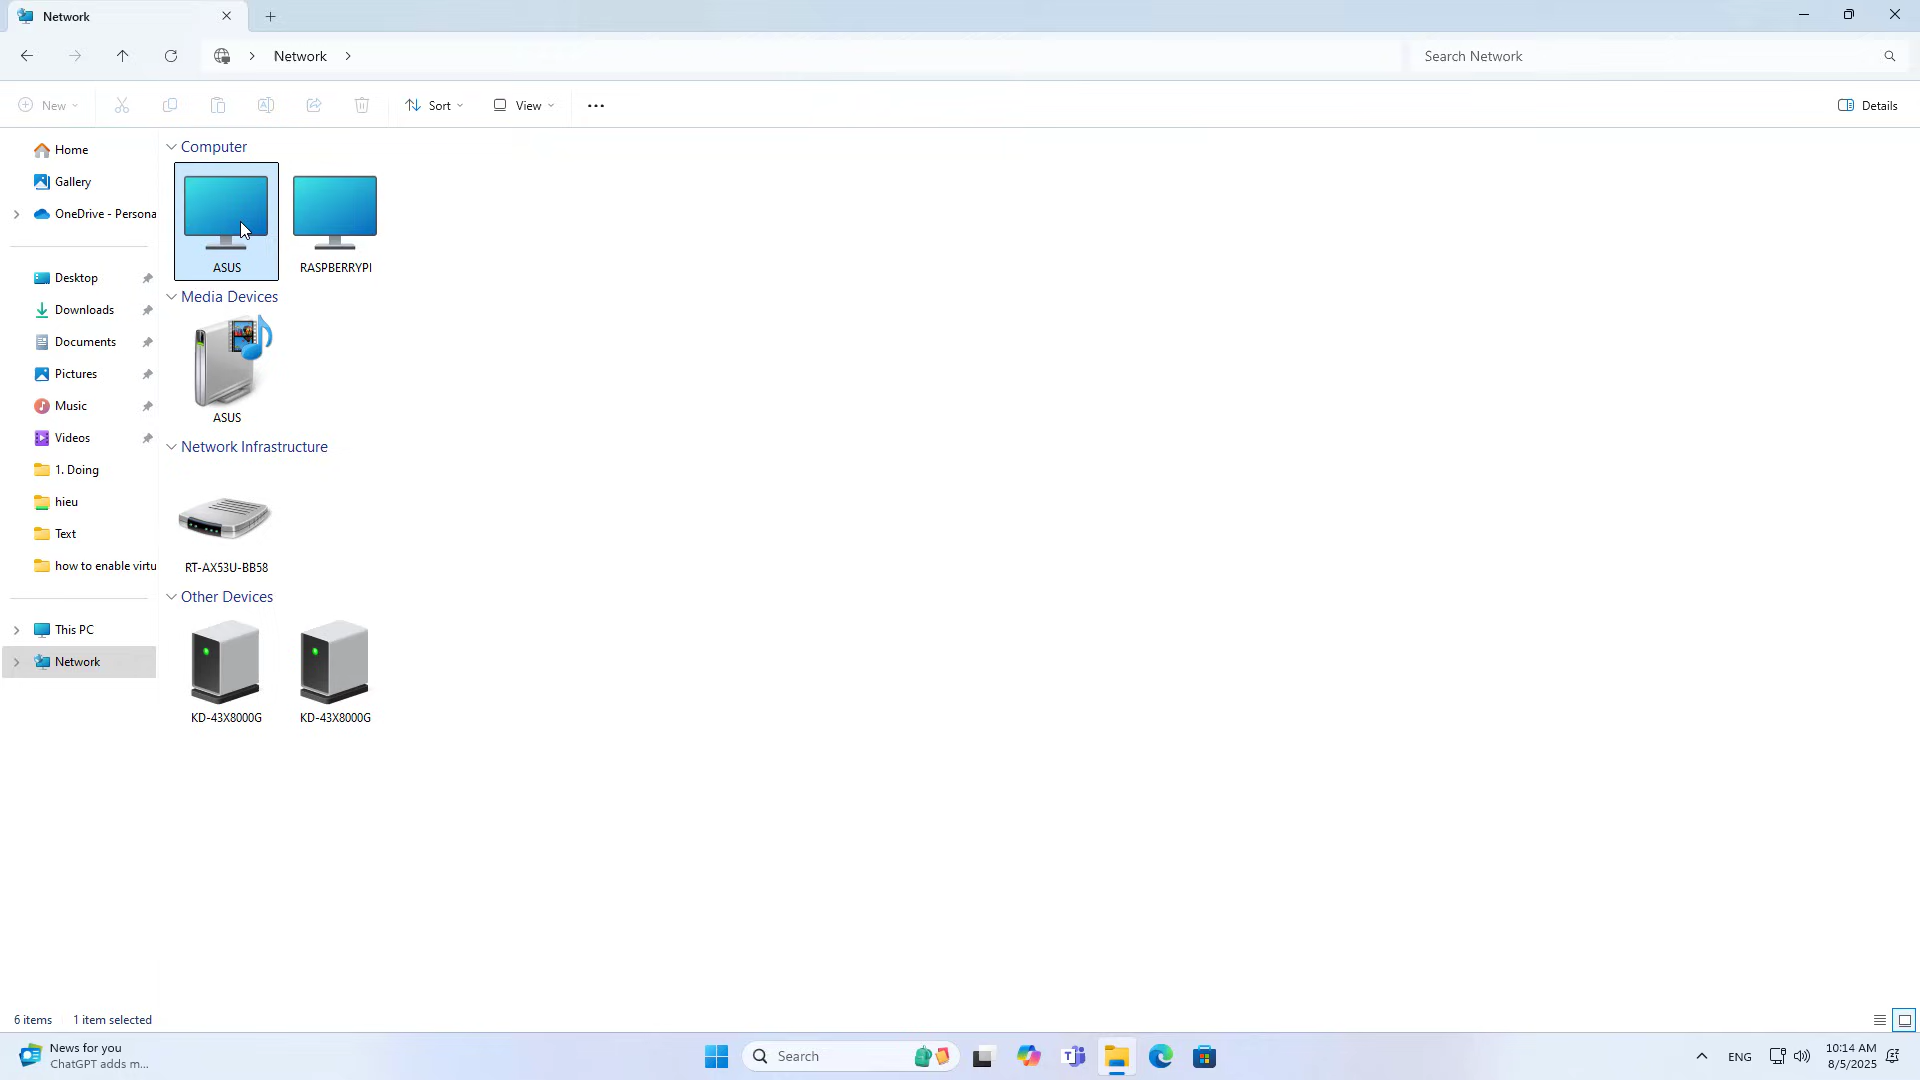 Network
Network
Search Network
New
Sort
View
Details
Home
Gallery
OneDrive - Persona
Desktop
Downloads
Documents
Pictures
Music
Videos
1. Doing
hieu
Text
how to enable virtu
This PC
Network
Computer
ASUS
RASPBERRYPI
Media Devices
ASUS
Network Infrastructure
RT-AX53U-BB58
Other Devices
KD-43X8000G
KD-43X8000G
6 items
1 item selected
News for you
ChatGPT adds m...
Search
ENG
10:14 AM
8/5/2025